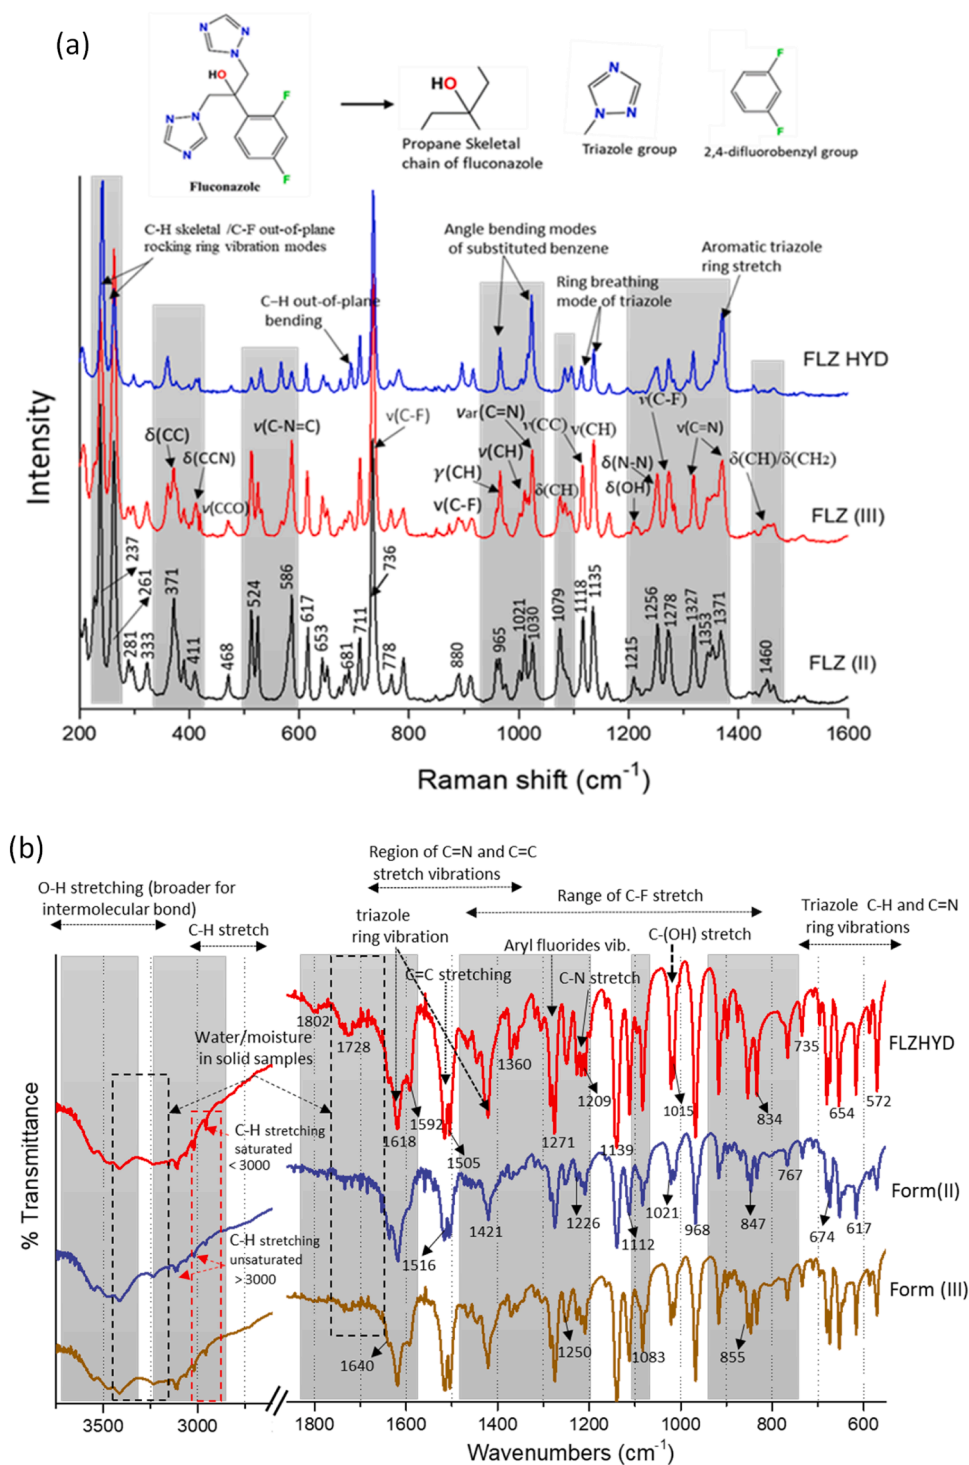 (a)
N
N
N
HO
F
N
N
N
F
Fluconazole
HO
Propane Skeletal
chain of fluconazole
N
N
N
Triazole group
F
F
2,4-difluorobenzyl group
C-H skeletal /C-F out-of-plane
rocking ring vibration modes
C-H out-of-plane
bending
Angle bending modes
of substituted benzene
Ring breathing
mode of triazole
Aromatic triazole
ring stretch
FLZ HYD
δ(CC)
δ(CCN)
ν(CCO)
ν(C-N=C)
ν(C-F)
νar(C=N)
ν(CC)
ν(CH)
ν(CH)
γ(CH)
ν(C-F)
δ(CH)
ν(C-F)
δ(N-N)
δ(OH)
ν(C=N)
δ(CH)/δ(CH2)
FLZ (III)
237
261
281
333
371
411
468
524
586
617
653
681
711
736
778
880
965
1021
1030
1079
1118
1135
1215
1256
1278
1327
1353
1371
1460
FLZ (II)
Intensity
200
400
600
800
1000
1200
1400
1600
Raman shift (cm-1)
(b)
Region of C=N and C=C
stretch vibrations
O-H stretching (broader for
intermolecular bond)
C-H stretch
triazole
ring vibration
C=C stretching
Range of C-F stretch
Aryl fluorides vib.
C-N stretch
C-(OH) stretch
Triazole C-H and C=N
ring vibrations
Water/moisture
in solid samples
C-H stretching
saturated
< 3000
C-H stretching
unsaturated
> 3000
1802
1728
1618
1592
1505
1360
1271
1209
1139
1015
834
735
654
572
FLZHYD
1516
1421
1226
1112
1021
968
847
767
674
617
Form(II)
1640
1250
1083
855
Form (III)
% Transmittance
3500
3000
1800
1600
1400
1200
1000
800
600
Wavenumbers (cm-1)